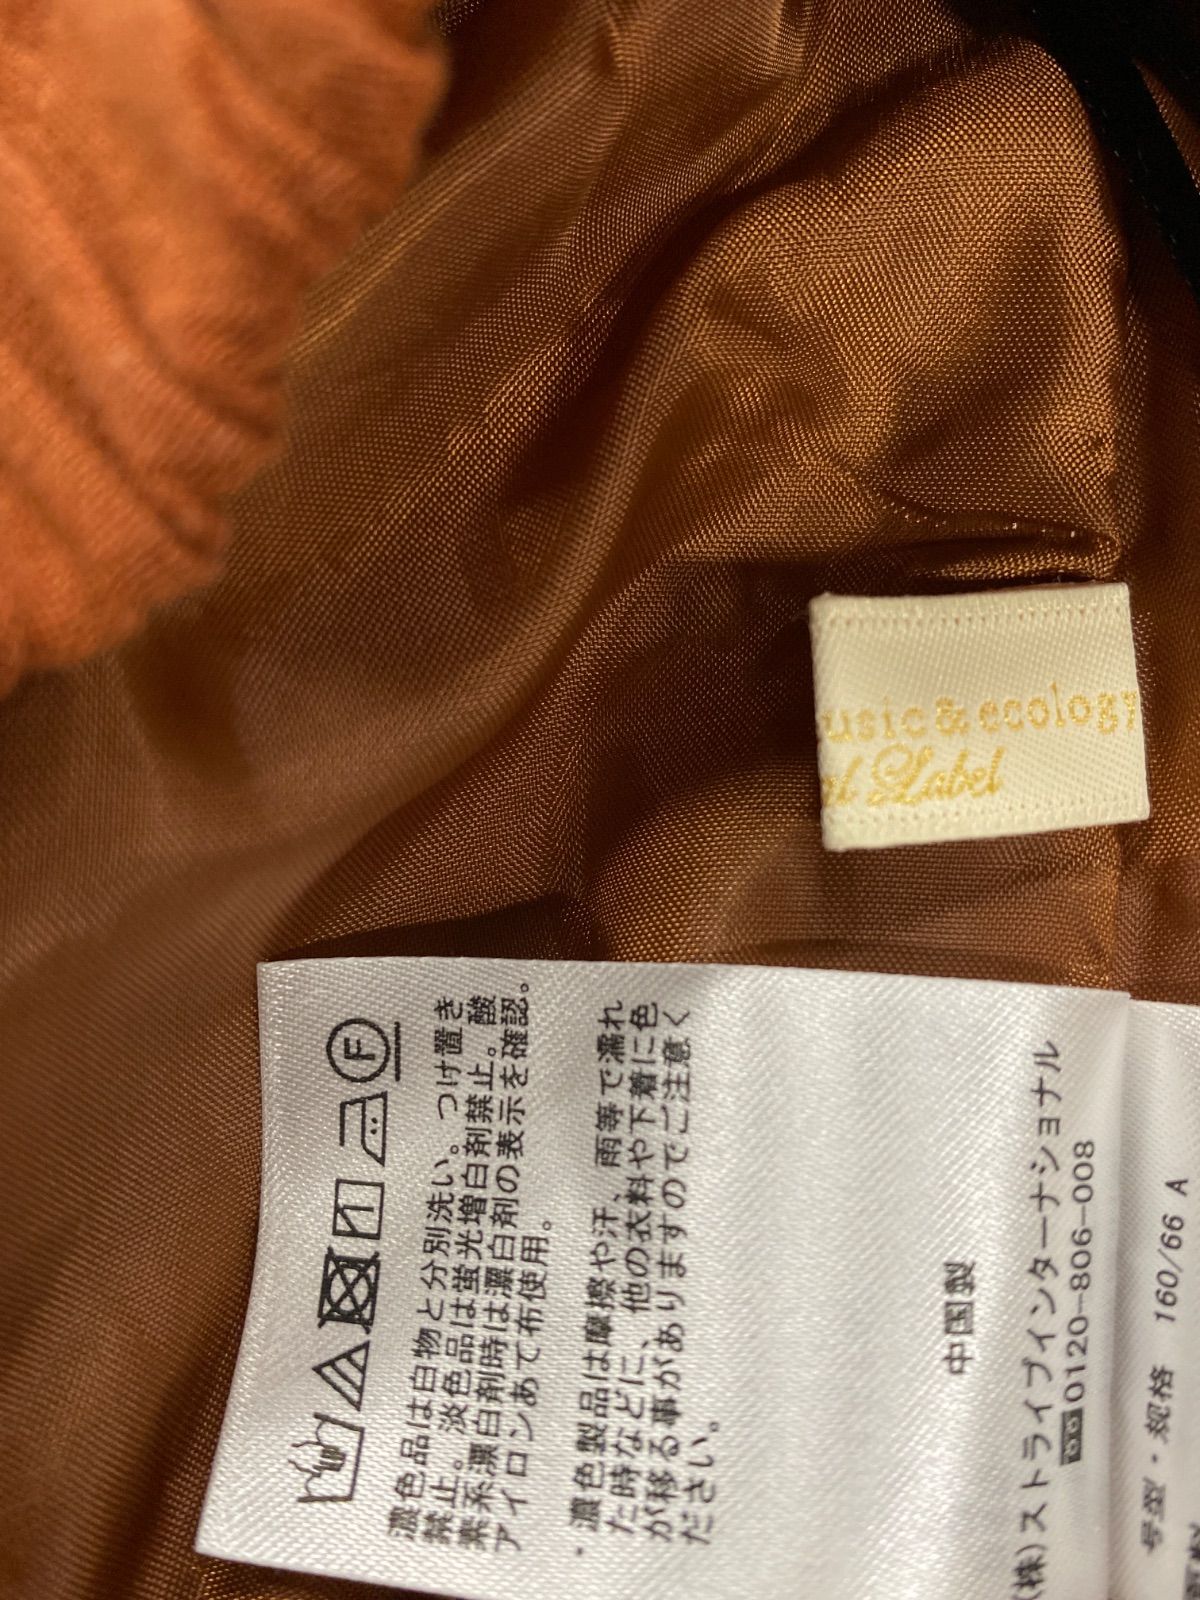 usic & ecology
Label
F
濃色品は白物と分別洗い。つけ置き
禁止。淡色品は蛍光増白剤禁止。酸
素系漂白剤時は漂白剤の表示を確認。
アイロンあて布使用。
・濃色製品は摩擦や汗、雨等で濡れ
た時などに、他の衣料や下着に色
が移る事がありますのでご注意く
ださい。
中国製
(株)ストライプインターナショナル
0120-806-008
号型・规格 160/66 A